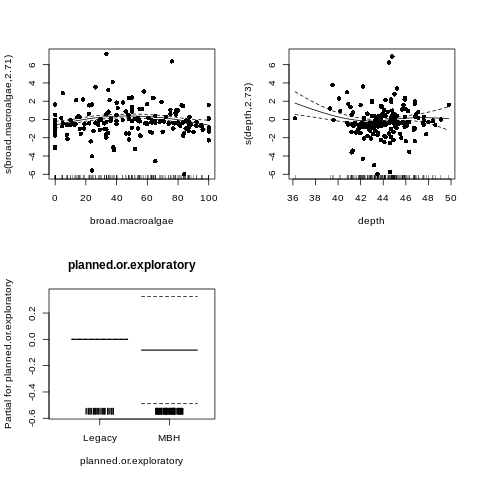 s(broad.macroalgae,2.71)
6
4
2
0
-2
-4
-6
0 20 40 60 80 100
broad.macroalgae
s(depth,2.73)
6
4
2
0
-2
-4
-6
36 38 40 42 44 46 48 50
depth
planned.or.exploratory
Partial for planned.or.exploratory
0.2
0.0
-0.2
-0.4
-0.6
Legacy MBH
planned.or.exploratory